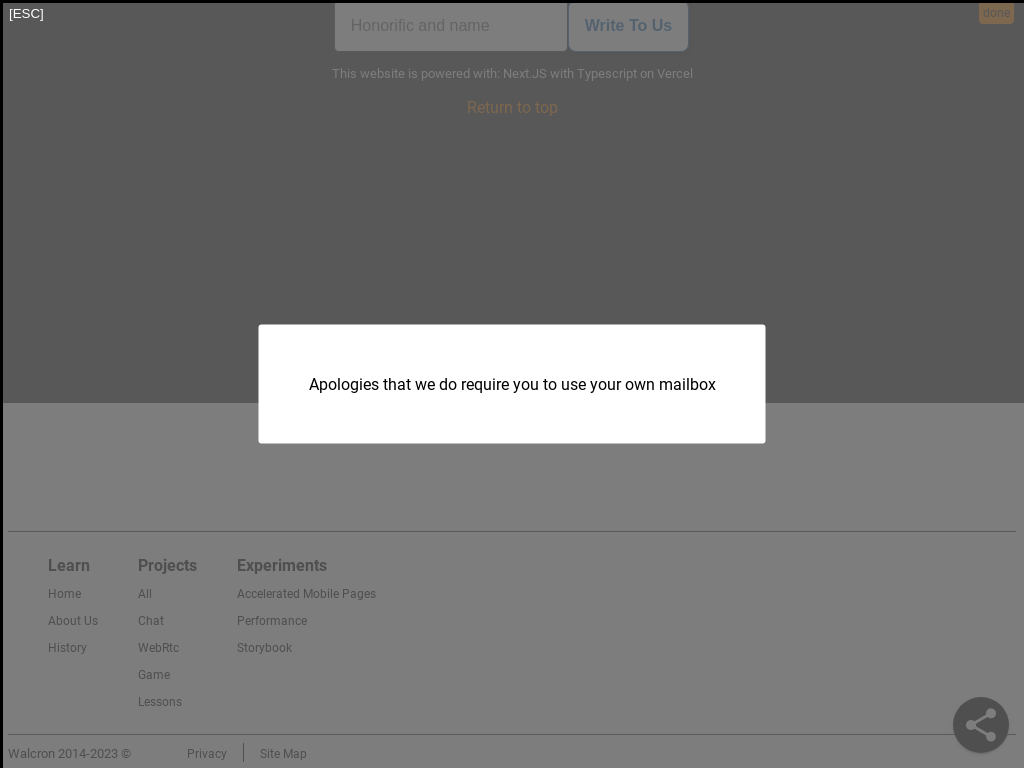 [ESC]
done
Honorific and name
Write To Us
This website is powered with: Next.JS with Typescript on Vercel
Return to top
Apologies that we do require you to use your own mailbox
Learn
Home
About Us
History
Projects
All
Chat
WebRtc
Game
Lessons
Experiments
Accelerated Mobile Pages
Performance
Storybook
Walcron 2014-2023 ©
Privacy
Site Map